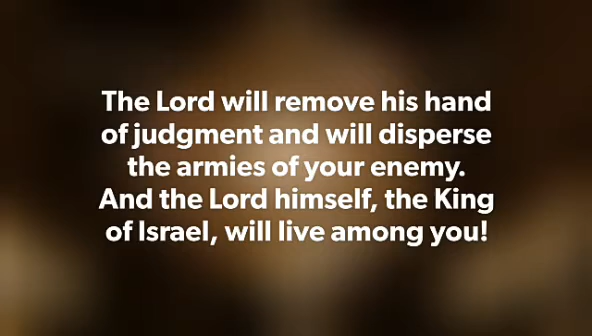 The Lord will remove his hand
of judgment and will disperse
the armies of your enemy.
And the Lord himself, the King
of Israel, will live among you!